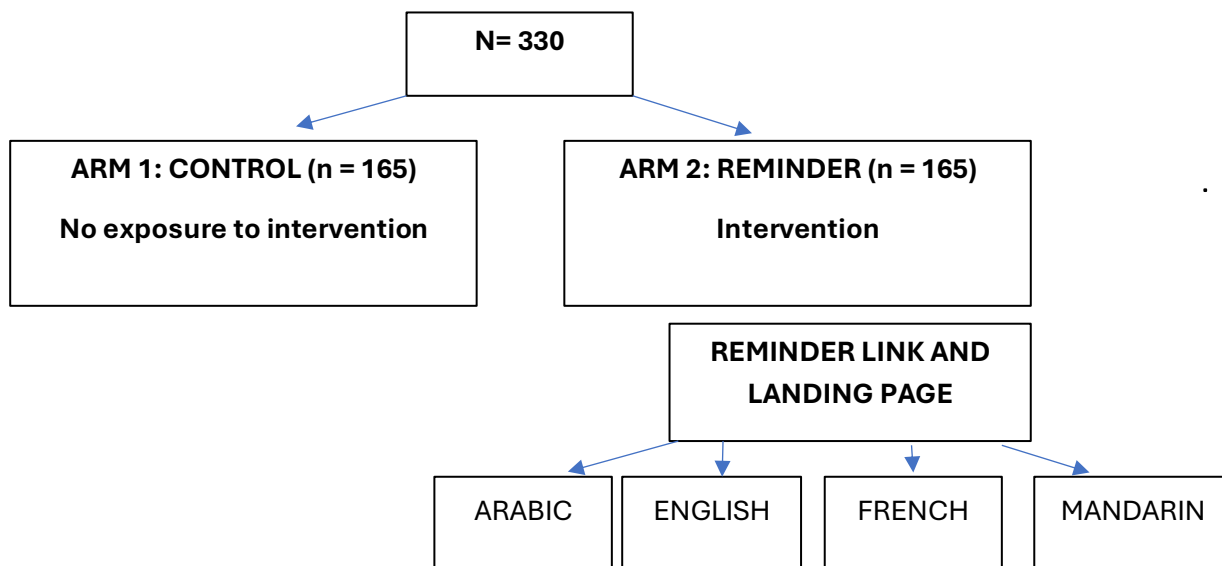 N= 330
ARM 1: CONTROL (n = 165)
No exposure to intervention
ARM 2: REMINDER (n = 165)
Intervention
.
REMINDER LINK AND
LANDING PAGE
ARABIC
ENGLISH
FRENCH
MANDARIN